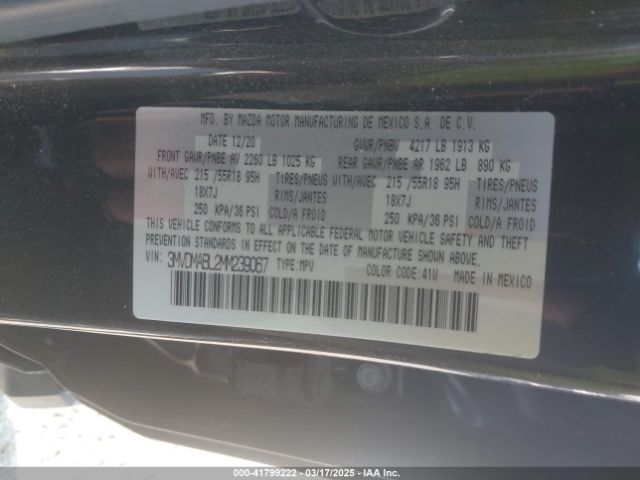 MFD. BY MAZDA MOTOR MANUFACTURING DE MEXICO S.A. DE C.V.
DATE 12/20 GVWR/PNBV 4217 LB 1913 KG
FRONT GAWR/PNBE AV 2260 LB 1025 KG REAR GAWR/PNBE AR 1962 LB 890 KG
WITH/AVEC 215 /55R18 95H TIRES/PNEUS WITH/AVEC 215 /55R18 95H TIRES/PNEUS
18X7J RIMS/JANTES 18X7J RIMS/JANTES
250 KPA/36 PSI COLD/A FROID 250 KPA/36 PSI COLD/A FROID
THIS VEHICLE CONFORMS TO ALL APPLICABLE FEDERAL MOTOR VEHICLE SAFETY AND THEFT
PREVENTION STANDARDS IN EFFECT ON THE DATE OF MANUFACTURE SHOWN ABOVE.
VIN: 3MVDMABL2MM239067 TYPE: MPV COLOR CODE: 41W MADE IN MEXICO
000-41799222 - 03/17/2025 - IAA, Inc.